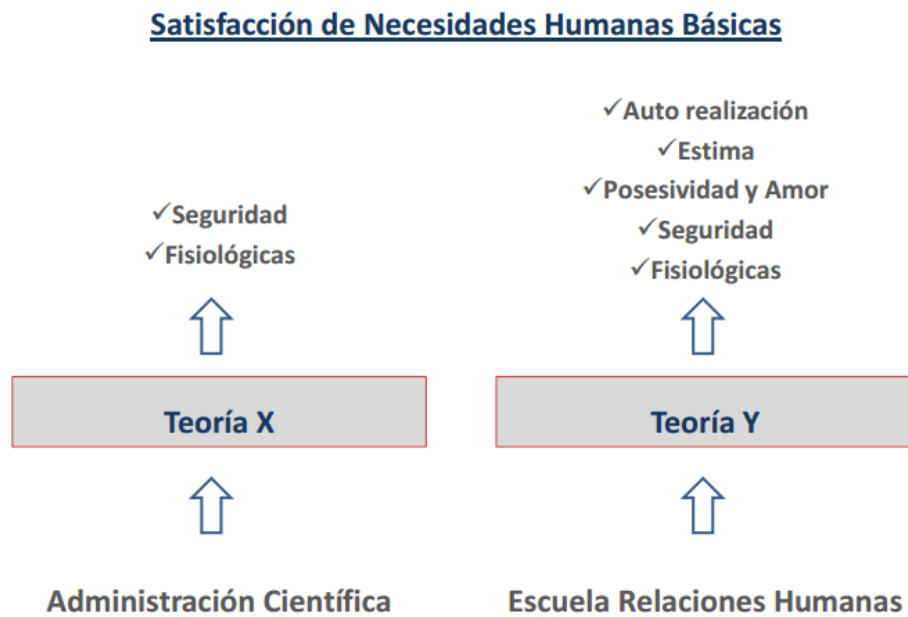 Satisfacción de Necesidades Humanas Básicas
✓Seguridad
✓Fisiológicas
✓Auto realización
✓Estima
✓Posesividad y Amor
✓Seguridad
✓Fisiológicas
Teoría X
Teoría Y
Administración Científica
Escuela Relaciones Humanas